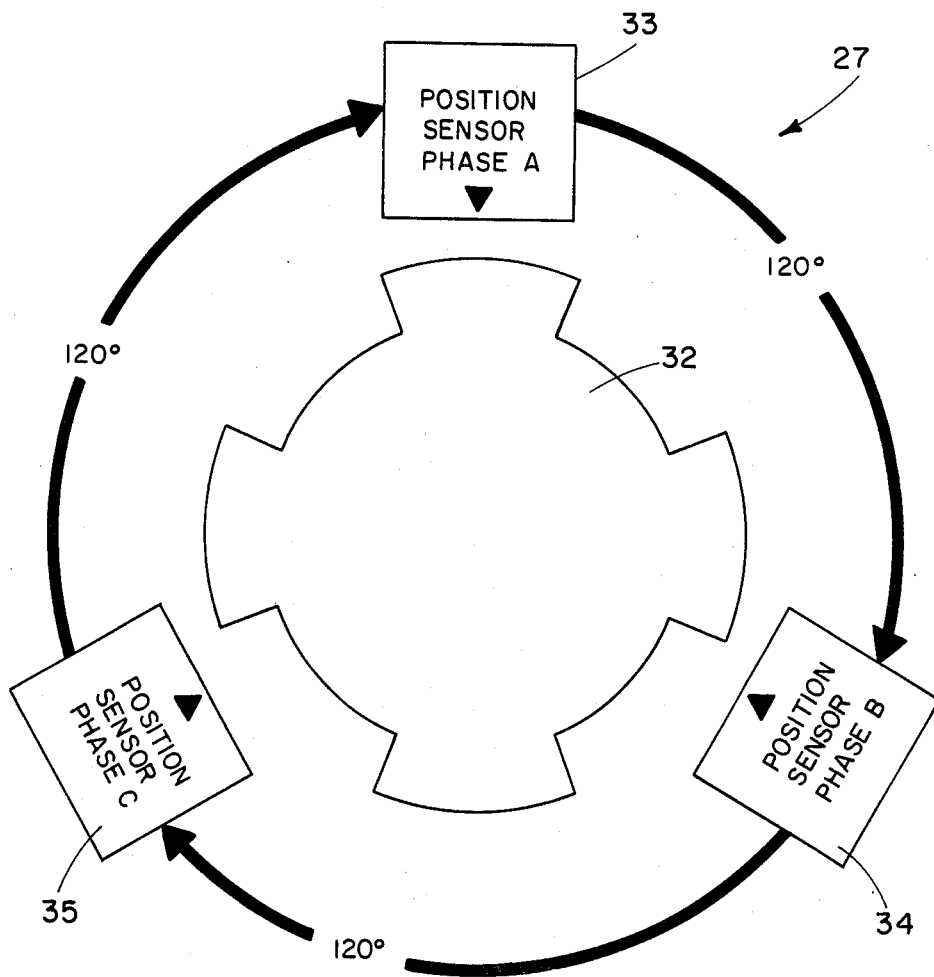 33
27
POSITION
SENSOR
PHASE A
120°
120°
32
POSITION
SENSOR
PHASE C
POSITION
SENSOR
PHASE B
35
34
120°